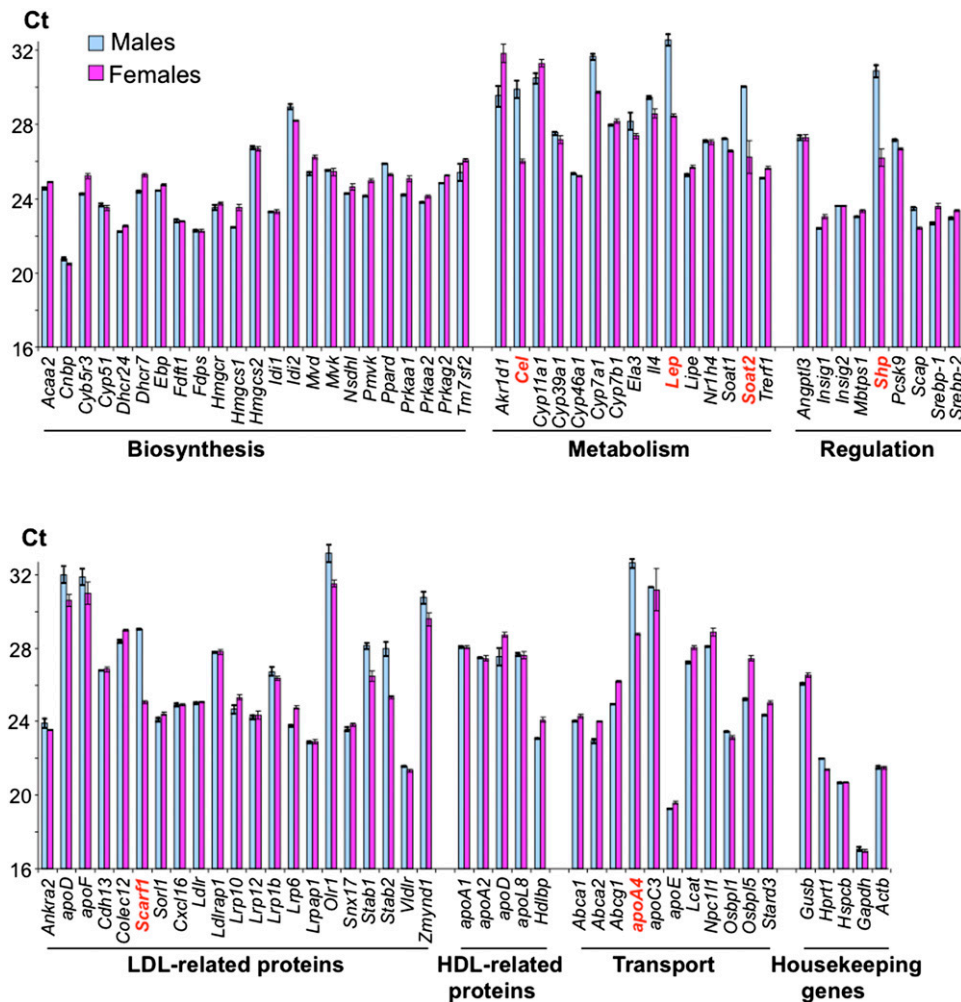 Ct
Males
Females
32
28
24
20
16
Acaa2 Cnbp Cyb5r3 Cyp51 Dhcr24 Dhcr7 Ebp Fdft1 Fdps Hmgcr Hmgcs1 Hmgcs2 Idi1 Idi2 Mvd Mvk Nsdhl Pmvk Ppard Prkaa1 Prkaa2 Prkag2 Tm7sf2 Akr1d1 Cel Cyp11a1 Cyp39a1 Cyp46a1 Cyp7a1 Cyp7b1 Ela3 Il4 Lep Lipe Nr1h4 Soat1 Soat2 Trerf1 Angptl3 Insig1 Insig2 Mbtps1 Shp Pcsk9 Scap Srebp-1 Srebp-2
Biosynthesis Metabolism Regulation
Ct
32
28
24
20
16
Ankra2 apoD apoF Cdh13 Colec12 Scarf1 Sorl1 Cxcl16 Ldlr Ldlrap1 Lrp10 Lrp12 Lrp1b Lrp6 Lrpap1 Olr1 Snx17 Stab1 Stab2 Vldlr Zmynd1 apoA1 apoA2 apoD apoL8 Hdlbp Abca1 Abca2 Abcg1 apoA4 apoC3 apoE Lcat Npc1l1 Osbpl1 Osbpl5 Stard3 Gusb Hprt1 Hspcb Gapdh Actb
LDL-related proteins HDL-related Transport Housekeeping
proteins genes